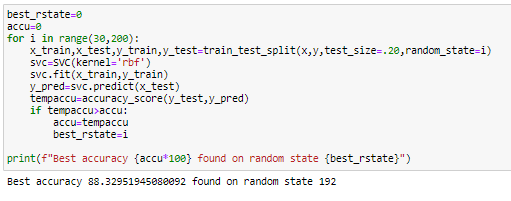 best_rstate=0
accu=0
for i in range(30,200):
    x_train,x_test,y_train,y_test=train_test_split(x,y,test_size=.20,random_state=i)
    svc=SVC(kernel='rbf')
    svc.fit(x_train,y_train)
    y_pred=svc.predict(x_test)
    tempaccu=accuracy_score(y_test,y_pred)
    if tempaccu>accu:
        accu=tempaccu
        best_rstate=i
print(f"Best accuracy {accu*100} found on random state {best_rstate}")
Best accuracy 88.32951945080092 found on random state 192